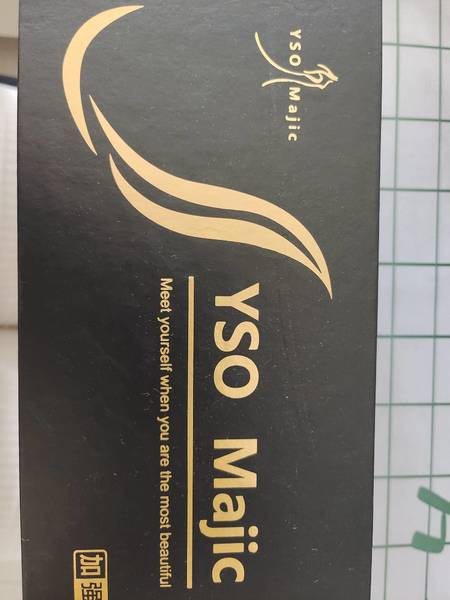 YSO Majic
YSO Majic
Meet yourself when you are the most beautiful
加强